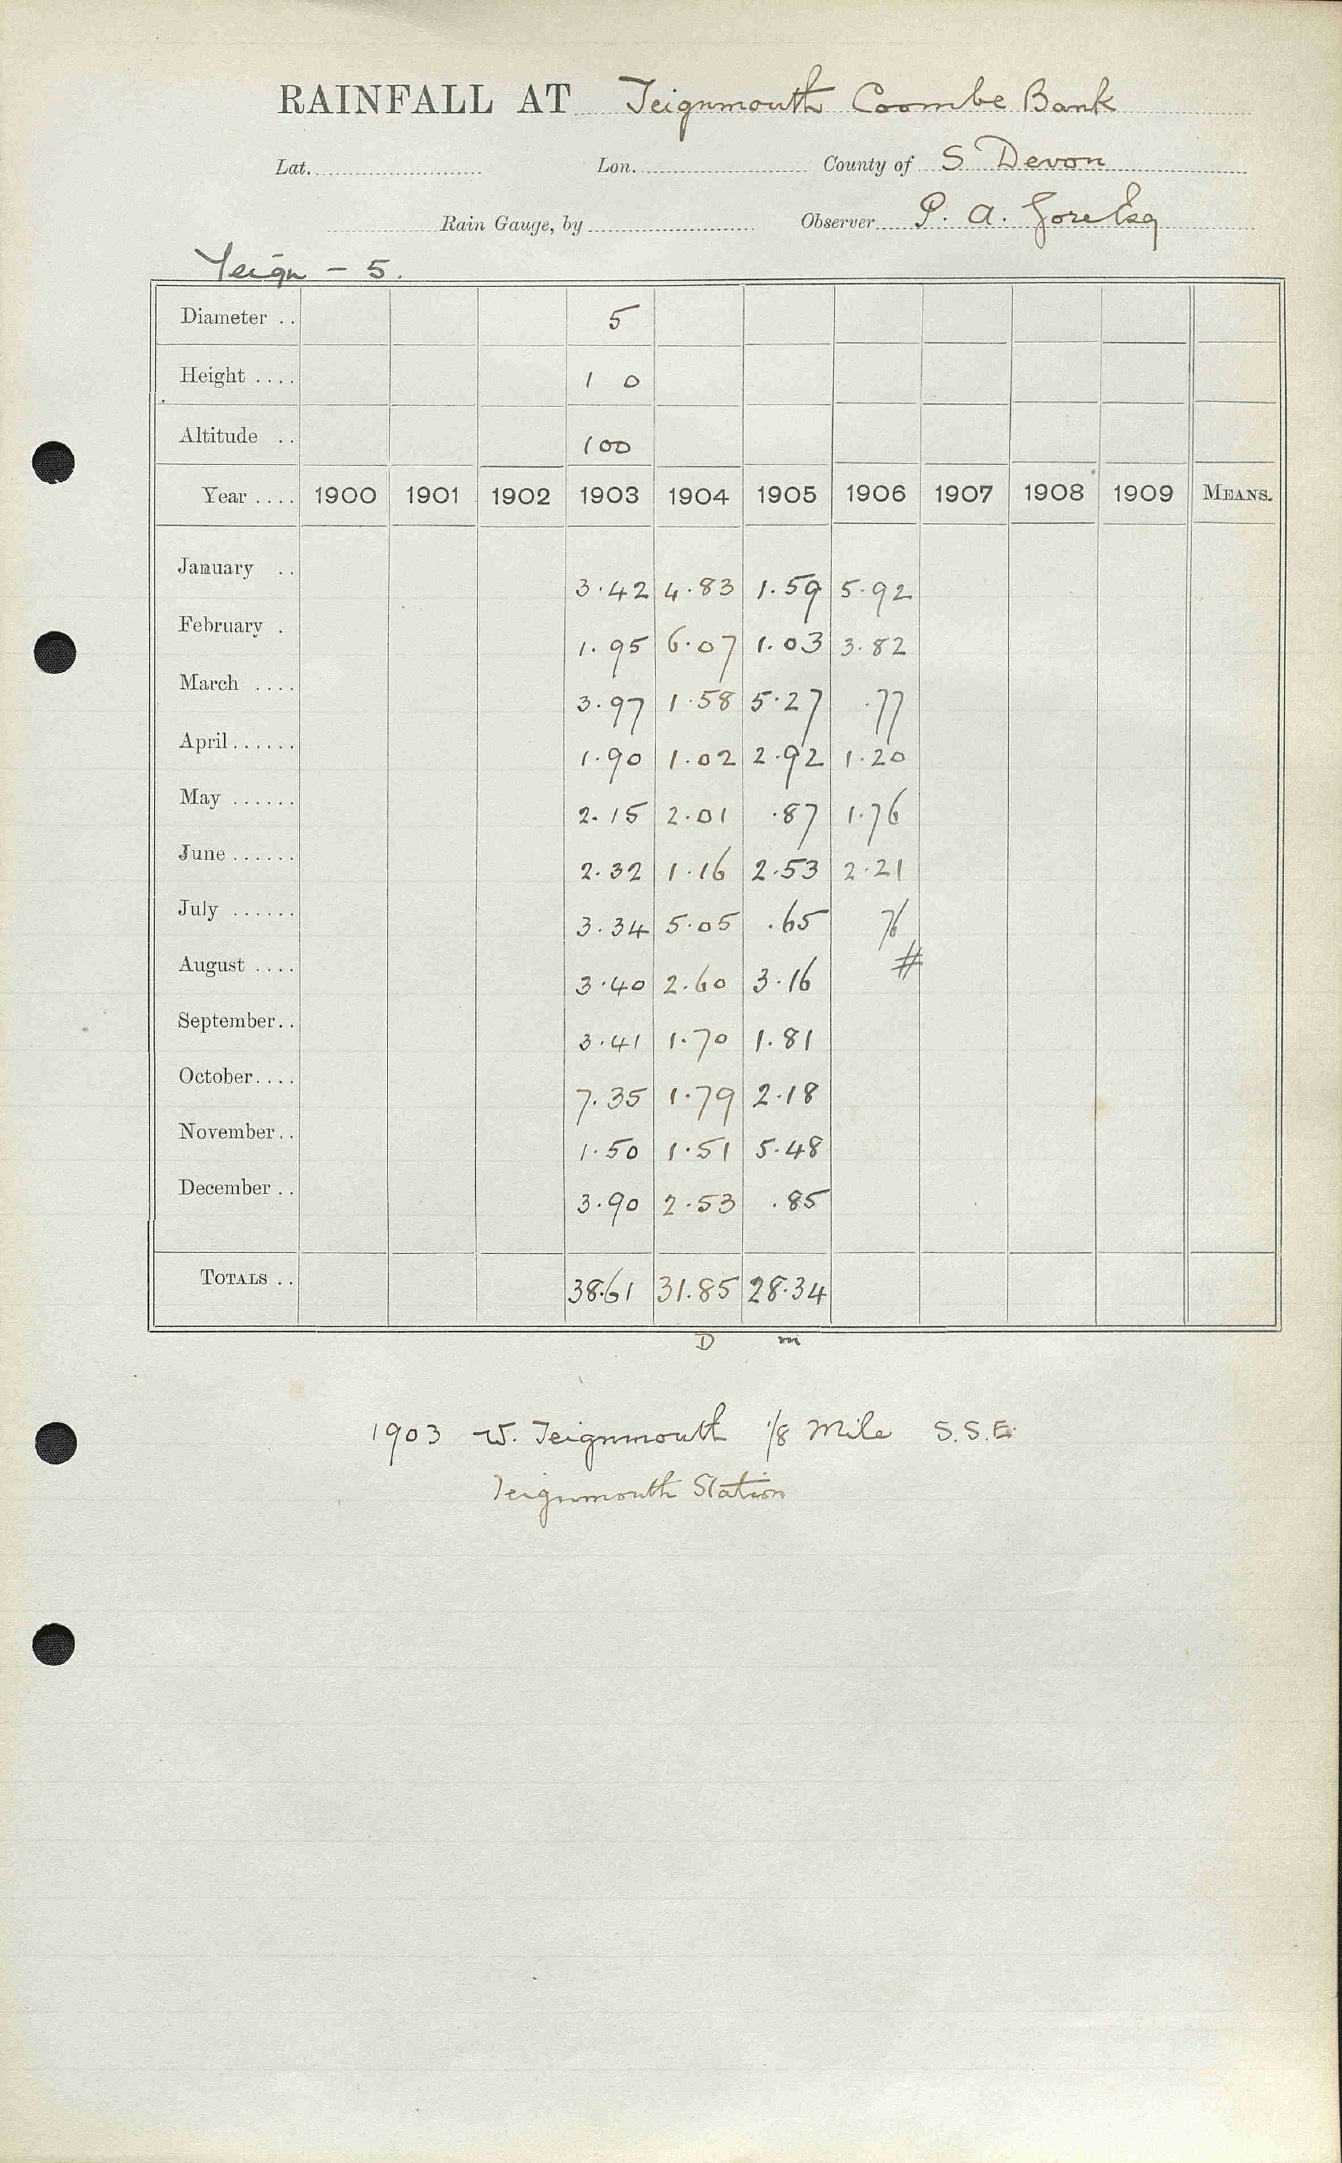 RAINFALL AT Teignmouth Coombe Bank
Lat. Lon. County of S. Devon
Rain Gauge, by Observer P. A. Gore Esq
Teign - 5.
Diameter .. 5
Height .... 1 0
Altitude .. 100
Year .... 1900 1901 1902 1903 1904 1905 1906 1907 1908 1909 MEANS.
January .. 3.42 4.83 1.59 5.92
February . 1.95 6.07 1.03 3.82
March .... 3.97 1.58 5.27 .77
April...... 1.90 1.02 2.92 1.20
May ...... 2.15 2.01 .87 1.76
June ...... 2.32 1.16 2.53 2.21
July ...... 3.34 5.05 .65 76
August .... 3.40 2.60 3.16 #
September.. 3.41 1.70 1.81
October.... 7.35 1.79 2.18
November.. 1.50 1.51 5.48
December .. 3.90 2.53 .85
TOTALS .. 38.61 31.85 28.34
D m
1903 W. Teignmouth 1/8 Mile S.S.E.
Teignmouth Station